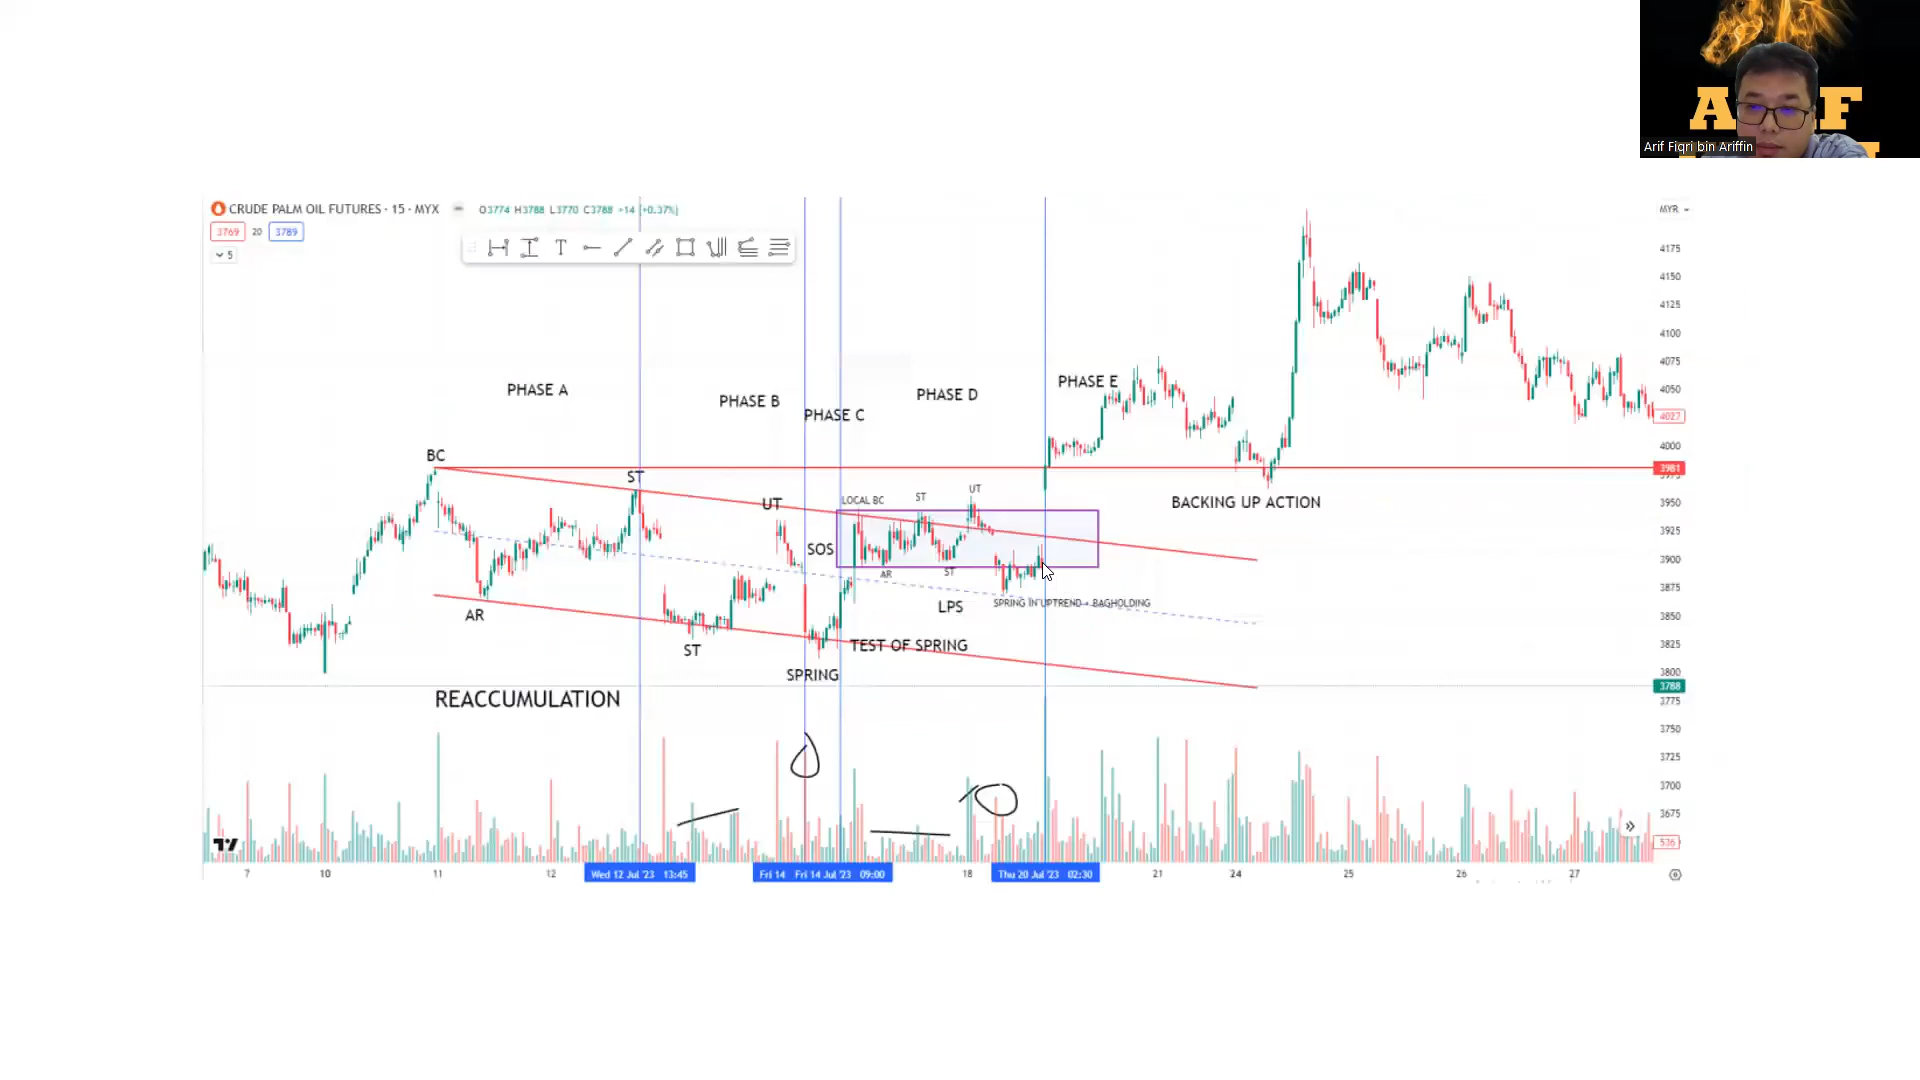 A F
Arif Fiqri bin Ariffin
CRUDE PALM OIL FUTURES · 15 · MYX
O3774 H3788 L3770 C3788 +14 (+0.37%)
MYR
3769 20 3789
5
4175
4150
4125
4100
4075
4050
4027
4000
3981
3975
3950
3925
3900
3875
3850
3825
3800
3788
3775
3750
3725
3700
3675
536
PHASE A
PHASE B
PHASE C
PHASE D
PHASE E
BC
ST
UT
LOCAL BC
ST
UT
BACKING UP ACTION
SOS
AR
ST
AR
LPS
SPRING IN UPTREND - BAGHOLDING
ST
TEST OF SPRING
SPRING
REACCUMULATION
7
10
11
12
Wed 12 Jul '23 13:45
Fri 14
Fri 14 Jul '23 09:00
18
Thu 20 Jul '23 02:30
21
24
25
26
27